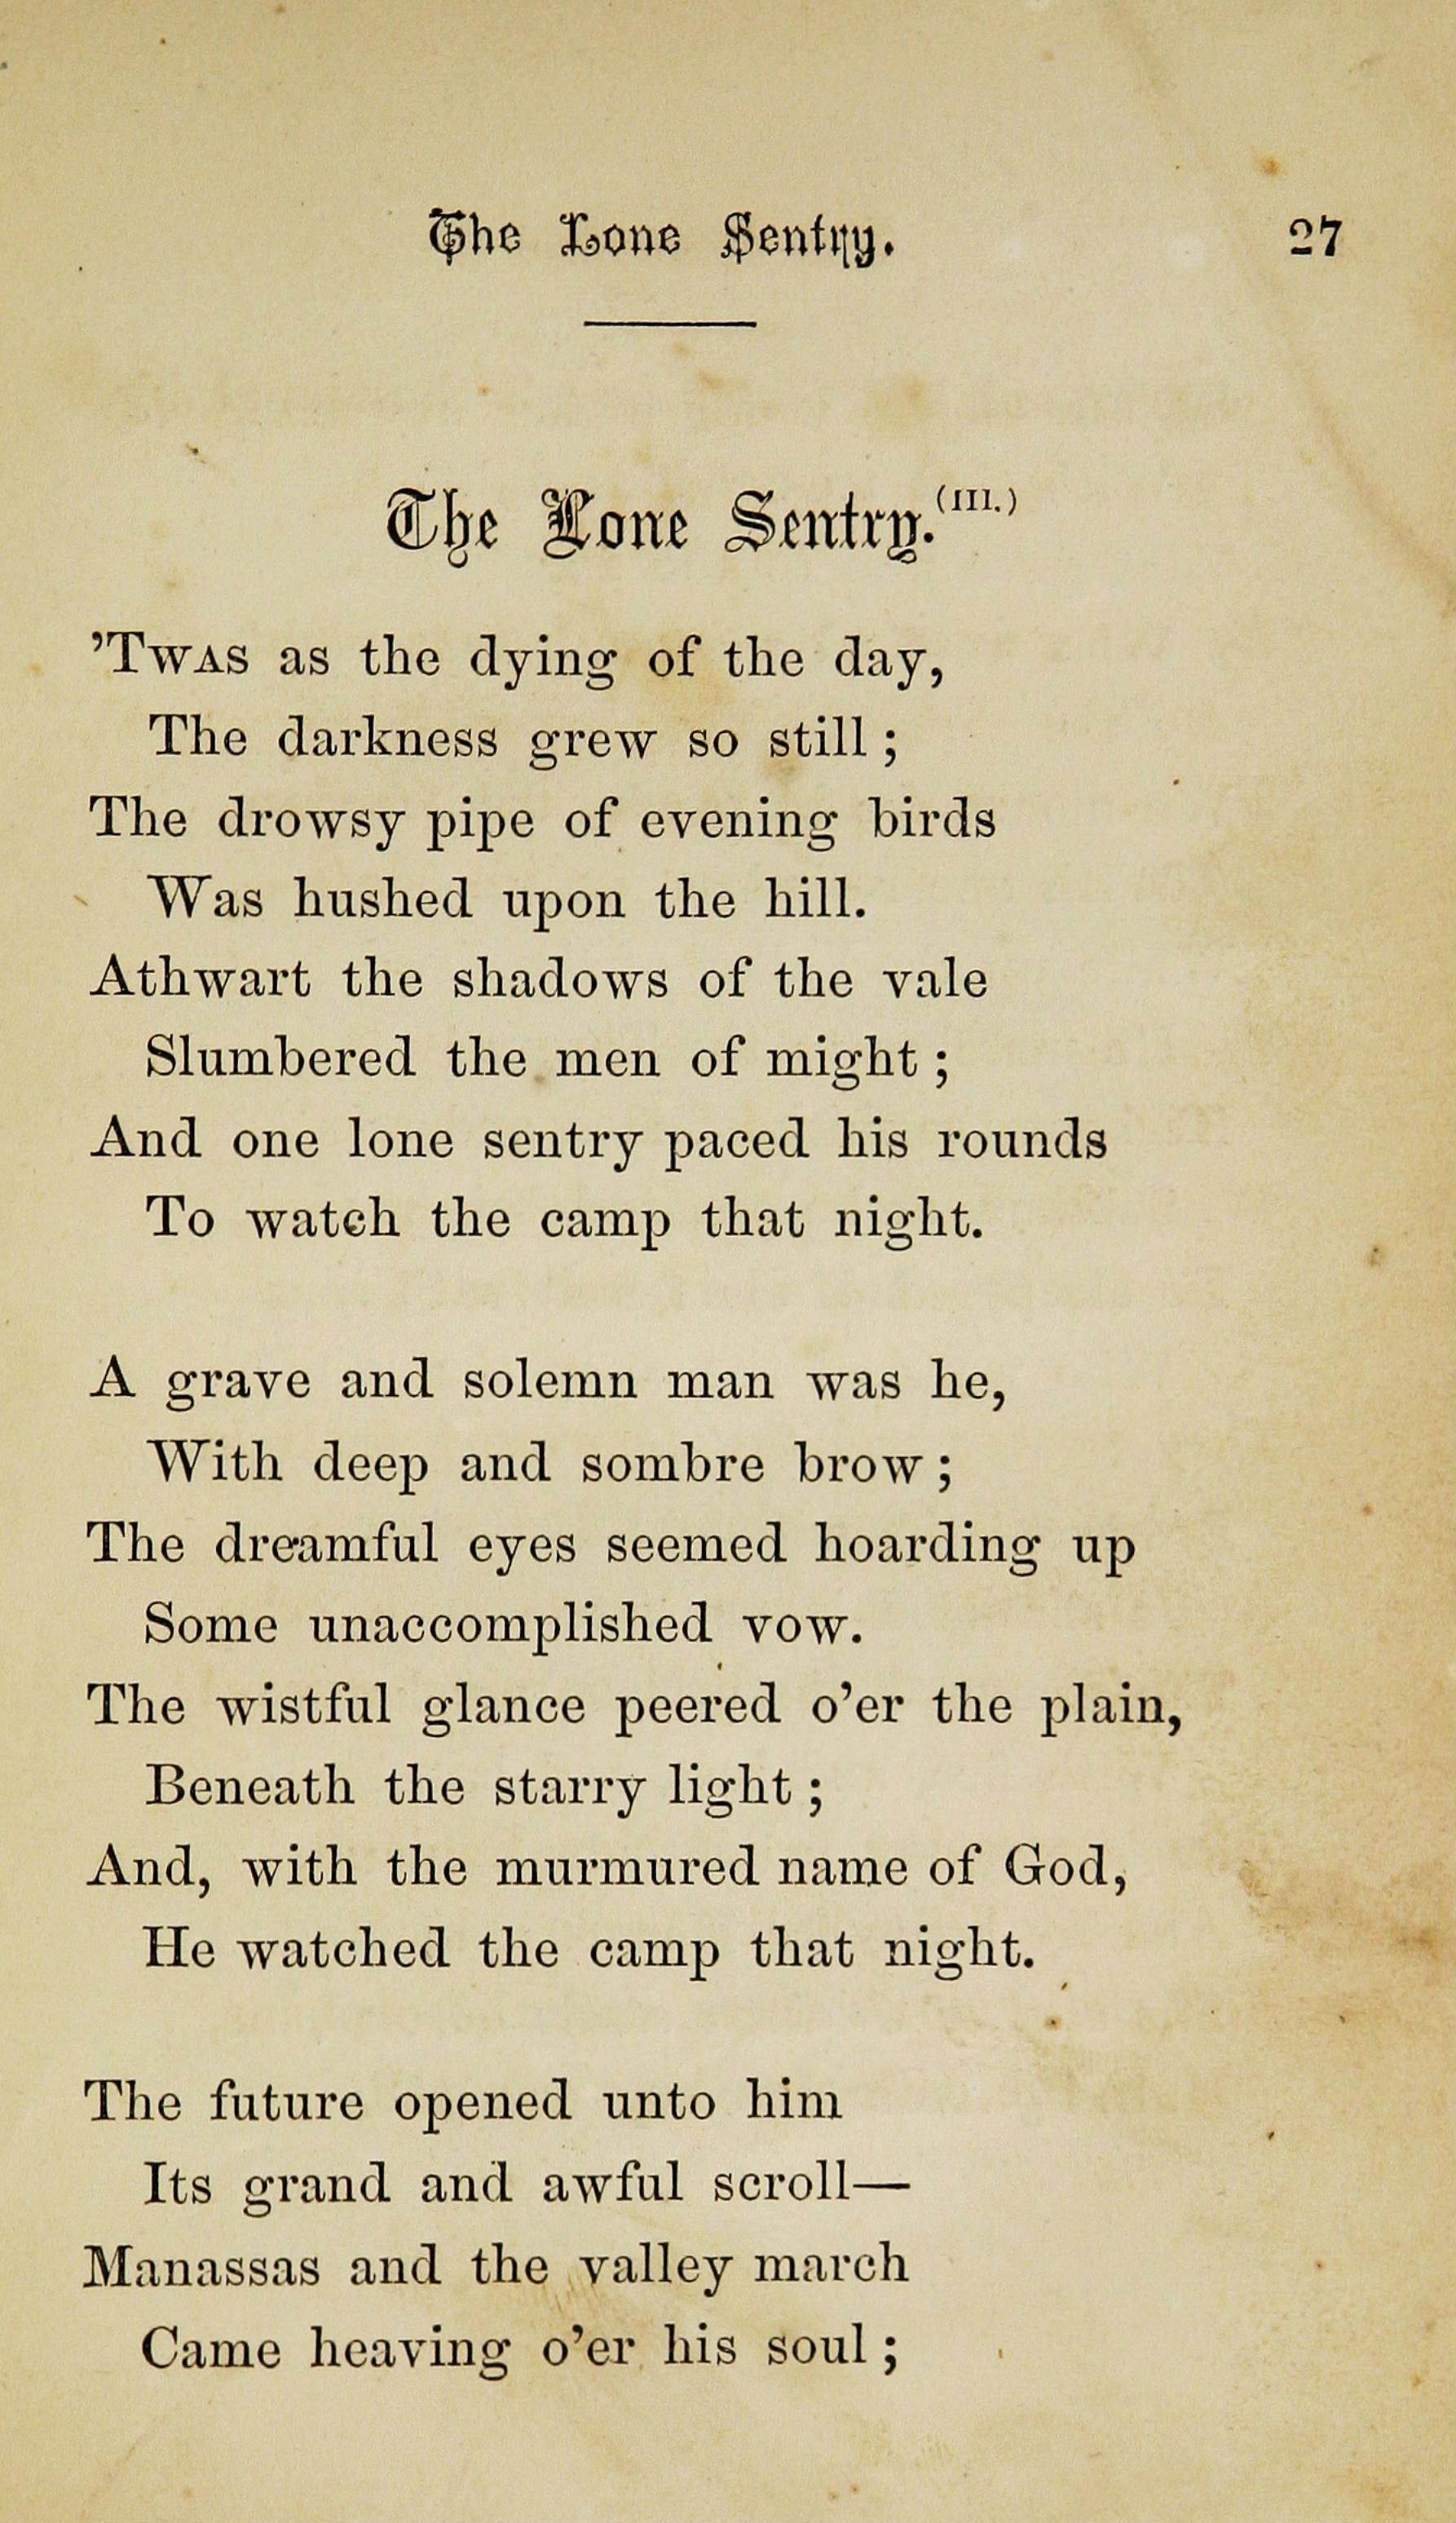 The Lone Sentry. 27
The Lone Sentry.(III.)
’Twas as the dying of the day,
The darkness grew so still ;
The drowsy pipe of evening birds
Was hushed upon the hill.
Athwart the shadows of the vale
Slumbered the men of might ;
And one lone sentry paced his rounds
To watch the camp that night.
A grave and solemn man was he,
With deep and sombre brow ;
The dreamful eyes seemed hoarding up
Some unaccomplished vow.
The wistful glance peered o’er the plain,
Beneath the starry light ;
And, with the murmured name of God,
He watched the camp that night.
The future opened unto him
Its grand and awful scroll—
Manassas and the valley march
Came heaving o’er his soul ;